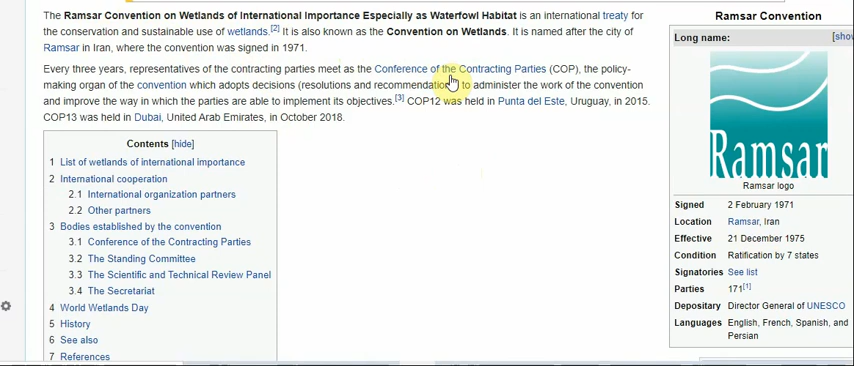 The Ramsar Convention on Wetlands of International Importance Especially as Waterfowl Habitat is an international treaty for
the conservation and sustainable use of wetlands.[2] It is also known as the Convention on Wetlands. It is named after the city of
Ramsar in Iran, where the convention was signed in 1971.
Every three years, representatives of the contracting parties meet as the Conference of the Contracting Parties (COP), the policy-
making organ of the convention which adopts decisions (resolutions and recommendations) to administer the work of the convention
and improve the way in which the parties are able to implement its objectives.[3] COP12 was held in Punta del Este, Uruguay, in 2015.
COP13 was held in Dubai, United Arab Emirates, in October 2018.
Contents [hide]
1 List of wetlands of international importance
2 International cooperation
2.1 International organization partners
2.2 Other partners
3 Bodies established by the convention
3.1 Conference of the Contracting Parties
3.2 The Standing Committee
3.3 The Scientific and Technical Review Panel
3.4 The Secretariat
4 World Wetlands Day
5 History
6 See also
7 References
Ramsar Convention
Long name: [show
Ramsar
Ramsar logo
Signed 2 February 1971
Location Ramsar, Iran
Effective 21 December 1975
Condition Ratification by 7 states
Signatories See list
Parties 171[1]
Depositary Director General of UNESCO
Languages English, French, Spanish, and
Persian